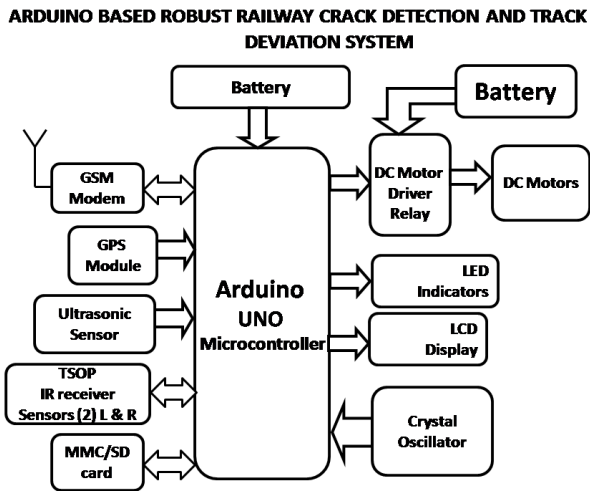 ARDUINO BASED ROBUST RAILWAY CRACK DETECTION AND TRACK
DEVIATION SYSTEM
Battery
Battery
GSM
Modem
DC Motor
Driver
Relay
DC Motors
GPS
Module
Arduino
UNO
Microcontroller
LED
Indicators
Ultrasonic
Sensor
LCD
Display
TSOP
IR receiver
Sensors (2) L & R
Crystal
Oscillator
MMC/SD
card